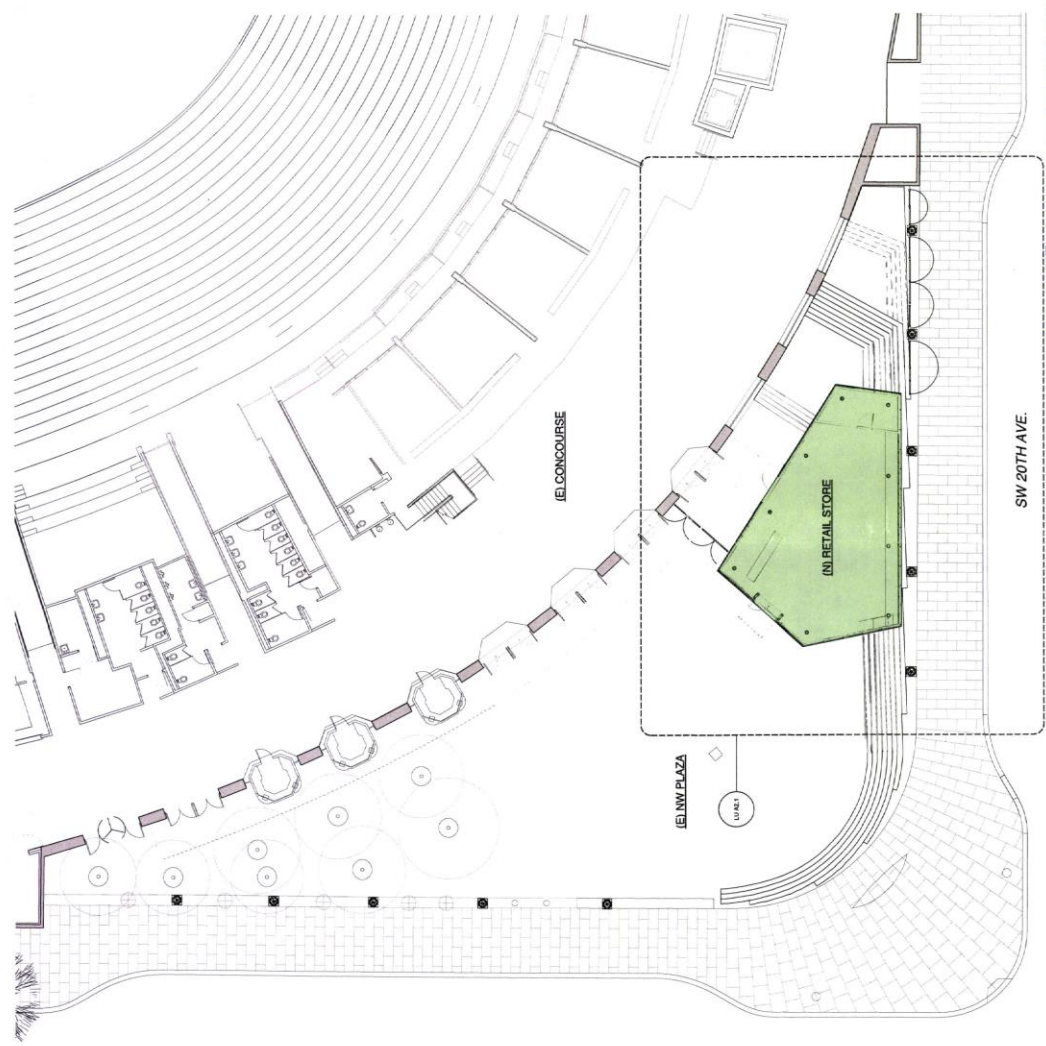 (E) CONCOURSE
(N) RETAIL STORE
SW 20TH AVE.
(E) NW PLAZA
LU A2.1